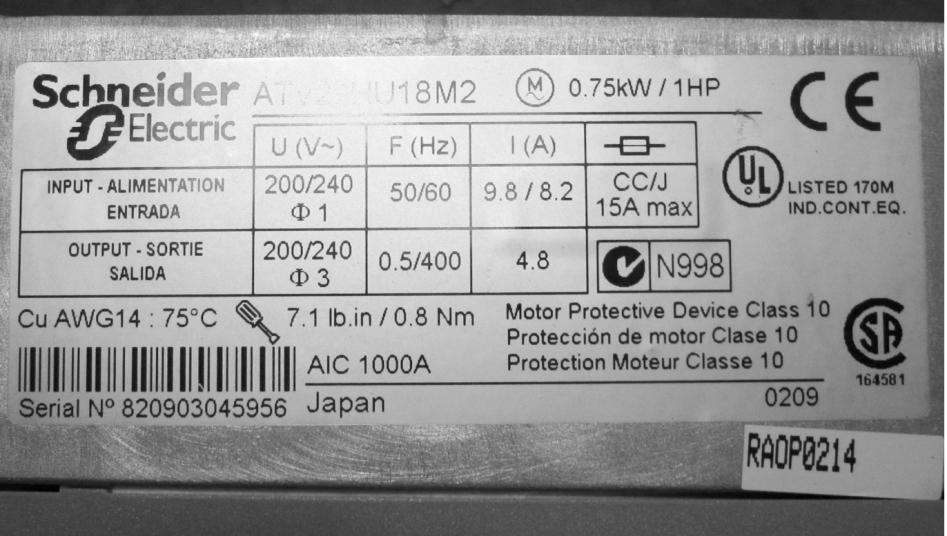 Schneider Electric
U18M2 M 0.75kW / 1HP
CE
U (V~) F (Hz) I (A)
INPUT - ALIMENTATION ENTRADA 200/240 Φ 1 50/60 9.8 / 8.2 CC/J 15A max
UL LISTED 170M IND.CONT.EQ.
OUTPUT - SORTIE SALIDA 200/240 Φ 3 0.5/400 4.8
N998
Cu AWG14 : 75°C 7.1 lb.in / 0.8 Nm
Motor Protective Device Class 10
Protección de motor Clase 10
Protection Moteur Classe 10
SA
164581
AIC 1000A
Serial Nº 820903045956 Japan 0209
RAOP0214